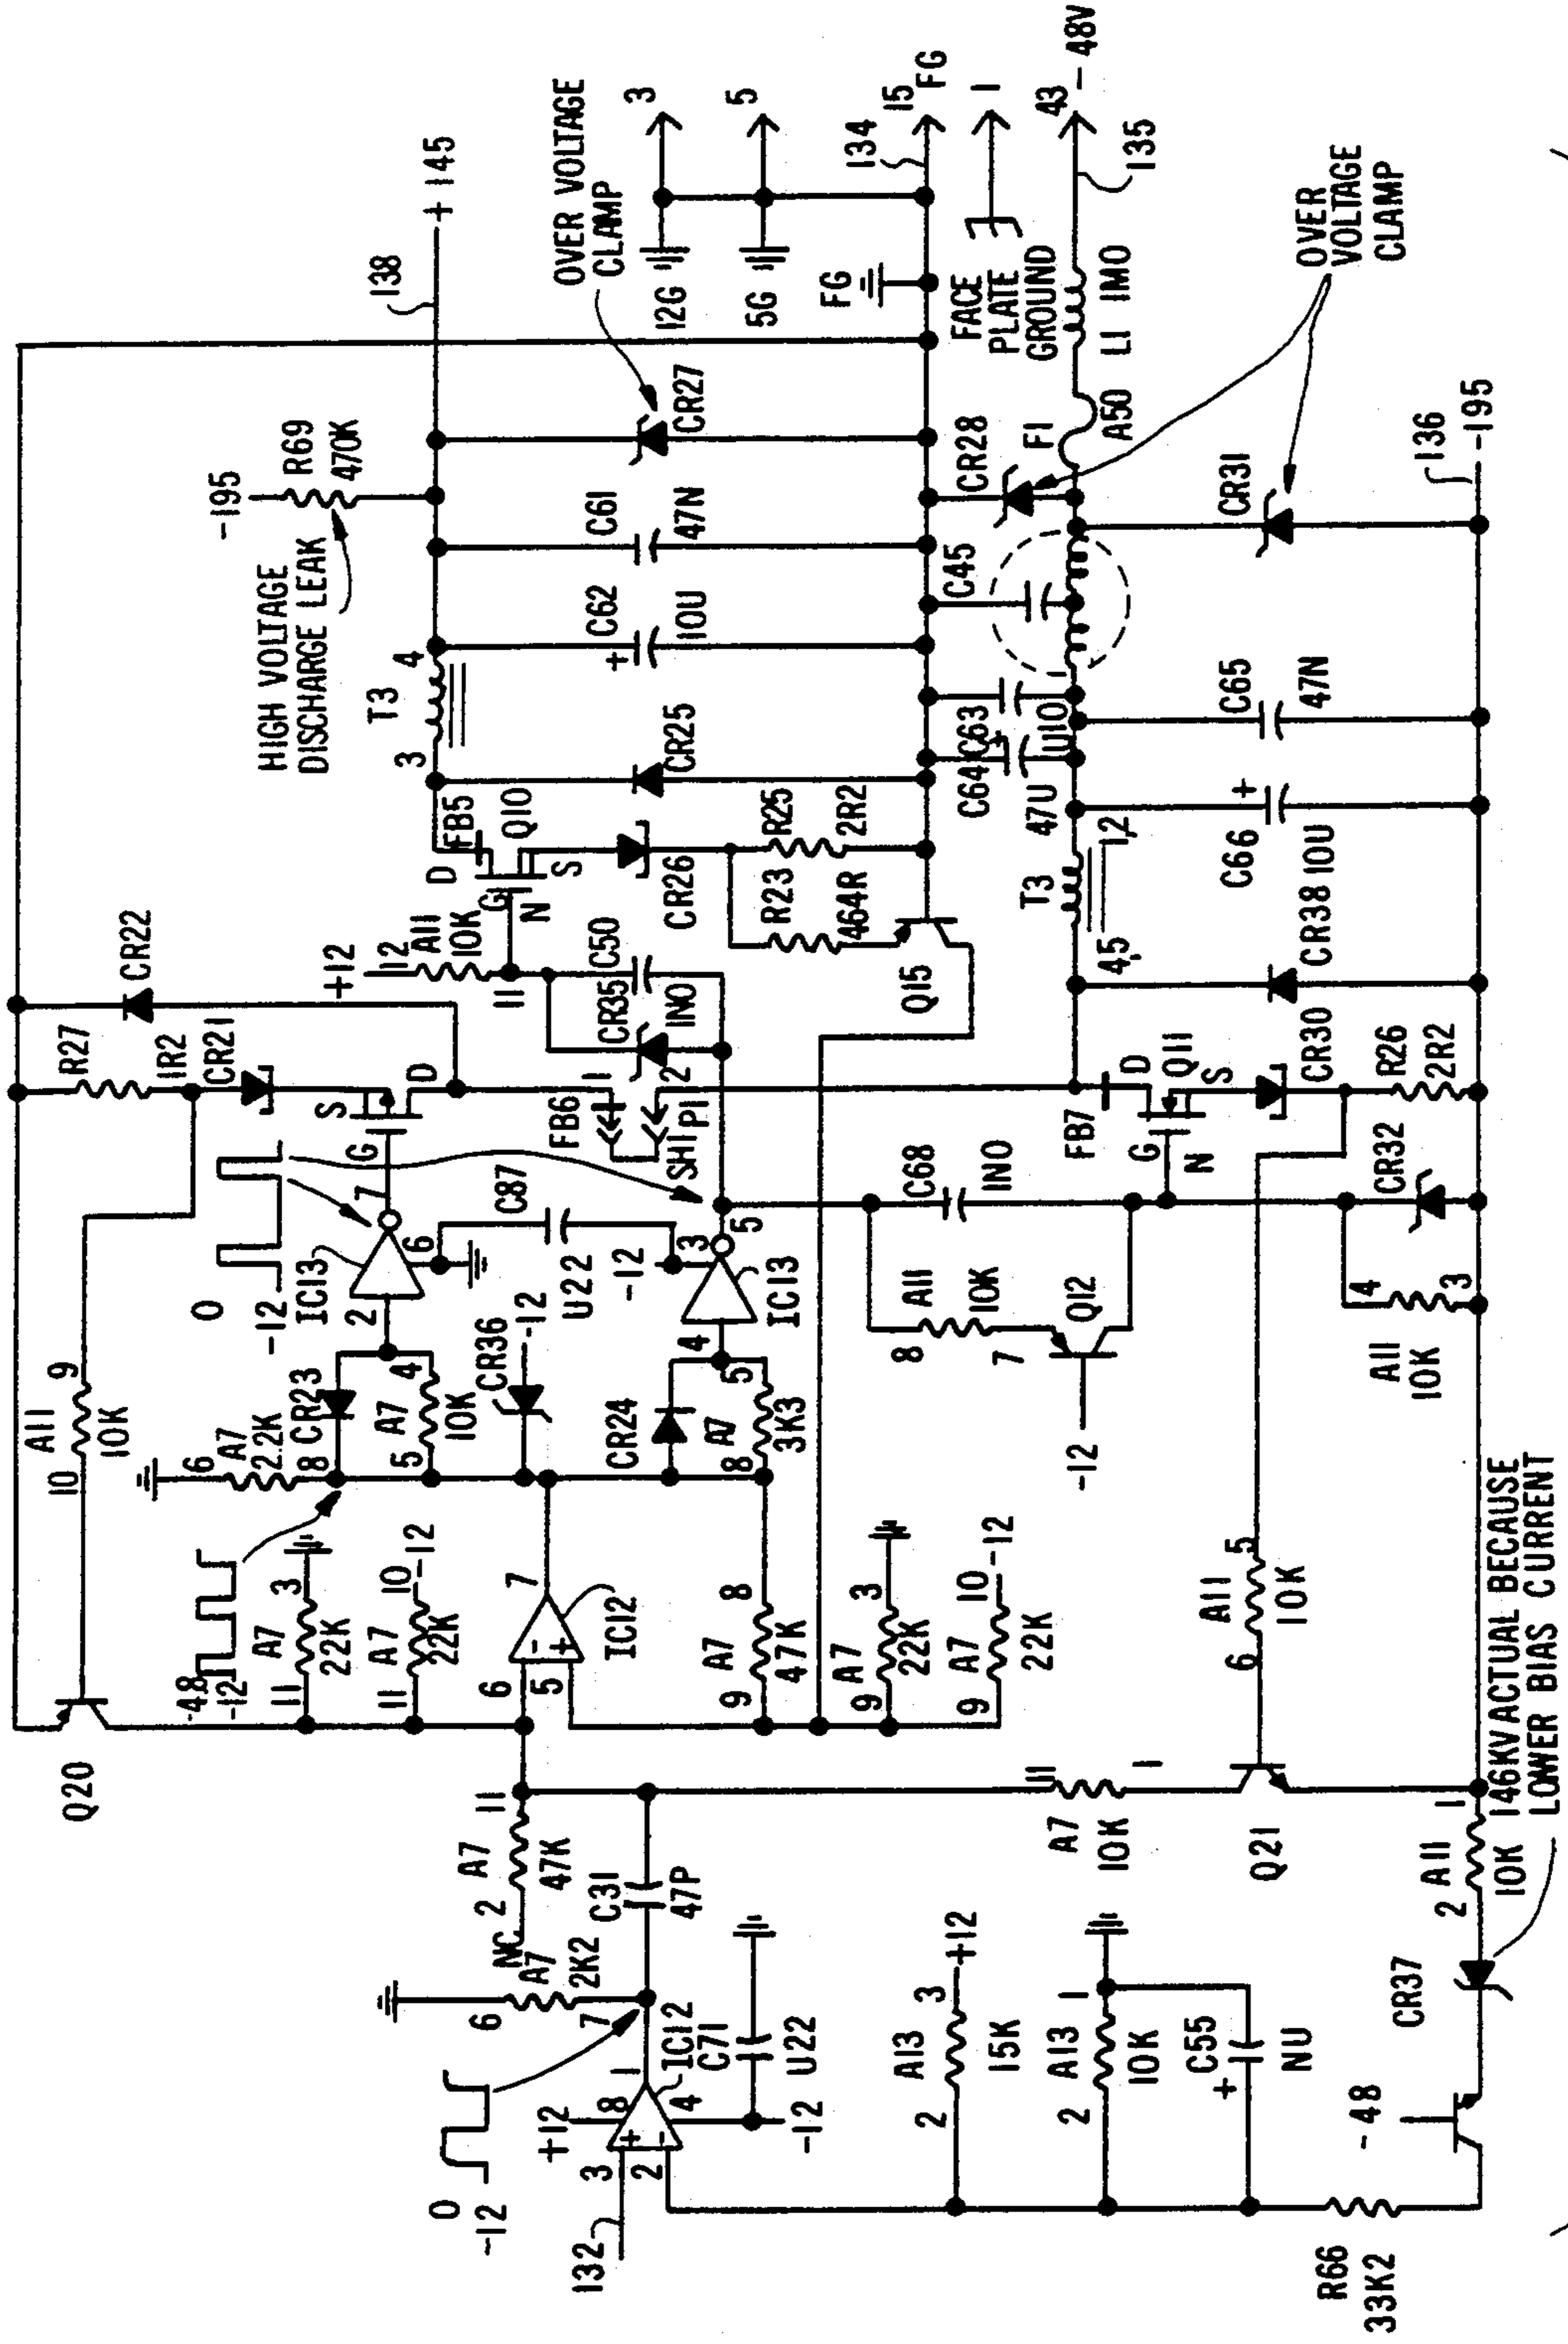 +145
138
-195
R69
470K
HIGH VOLTAGE
DISCHARGE LEAK
OVER VOLTAGE
CLAMP
12G
3
5G
5
FG
134
15
FG
FACE
PLATE
GROUND
1
43
-48V
135
L1 1M0
OVER
VOLTAGE
CLAMP
136
-195
CR27
C61
47N
C62
+
10U
T3
3
4
CR25
CR28
F1
A50
CR31
C45
1
C63
U10
C64
47U
C65
47N
C66
+
10U
T3
1,2
4,5
CR38
FB5
D
Q10
G
N
S
CR26
R25
2R2
R23
464R
Q15
CR22
+12
12
A11
10K
11
C50
1N0
CR35
R27
1R2
CR21
S
G
D
FB6
1
SH1
P1
2
FB7
D
Q11
G
N
S
CR30
R26
2R2
CR32
0
-12
IC13
7
6
2
C87
U22
-12
3
5
4
IC13
C68
1N0
A11
10K
8
7
Q12
-12
A11
10K
4
3
A11
10K
10
9
6
A7
2.2K
8
CR23
A7
10K
5
4
CR36
-12
CR24
A7
3K3
8
5
-48
-12
A7
22K
11
3
A7
22K
11
10
-12
Q20
6
5
7
IC12
-
+
A7
47K
9
8
A7
22K
9
3
A7
22K
9
10
-12
A11
10K
6
5
Q21
A7
10K
11
1
11
A7
47K
2
NC
C31
47P
A7
2K2
6
7
0
-12
132
3
2
+
-
+12
8
4
1
IC12
C71
U22
-12
A13
15K
2
3
+12
A13
10K
2
1
C55
+
NU
R66
33K2
-48
CR37
A11
10K
2
1
146KV ACTUAL BECAUSE
LOWER BIAS CURRENT